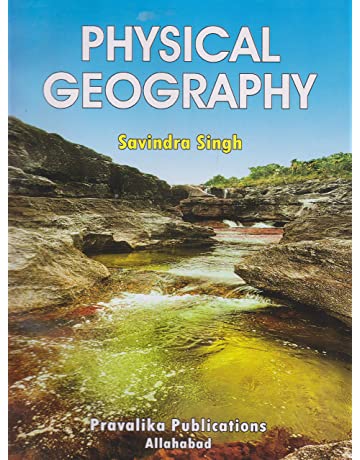 PHYSICAL
GEOGRAPHY
Savindra Singh
Pravalika Publications
Allahabad